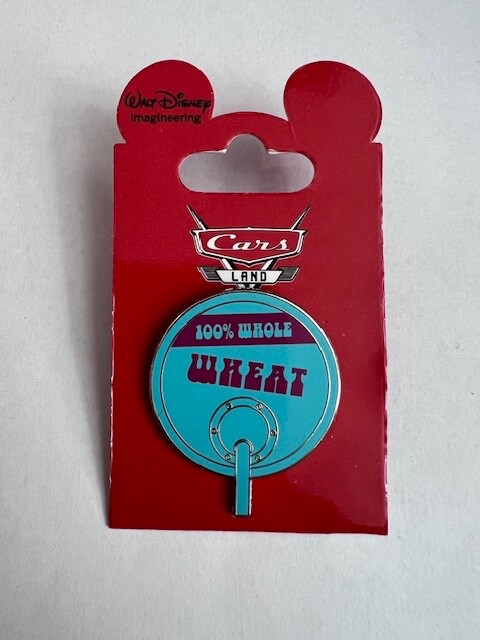 Walt Disney
Imagineering
Cars
LAND
100% WHOLE
WHEAT